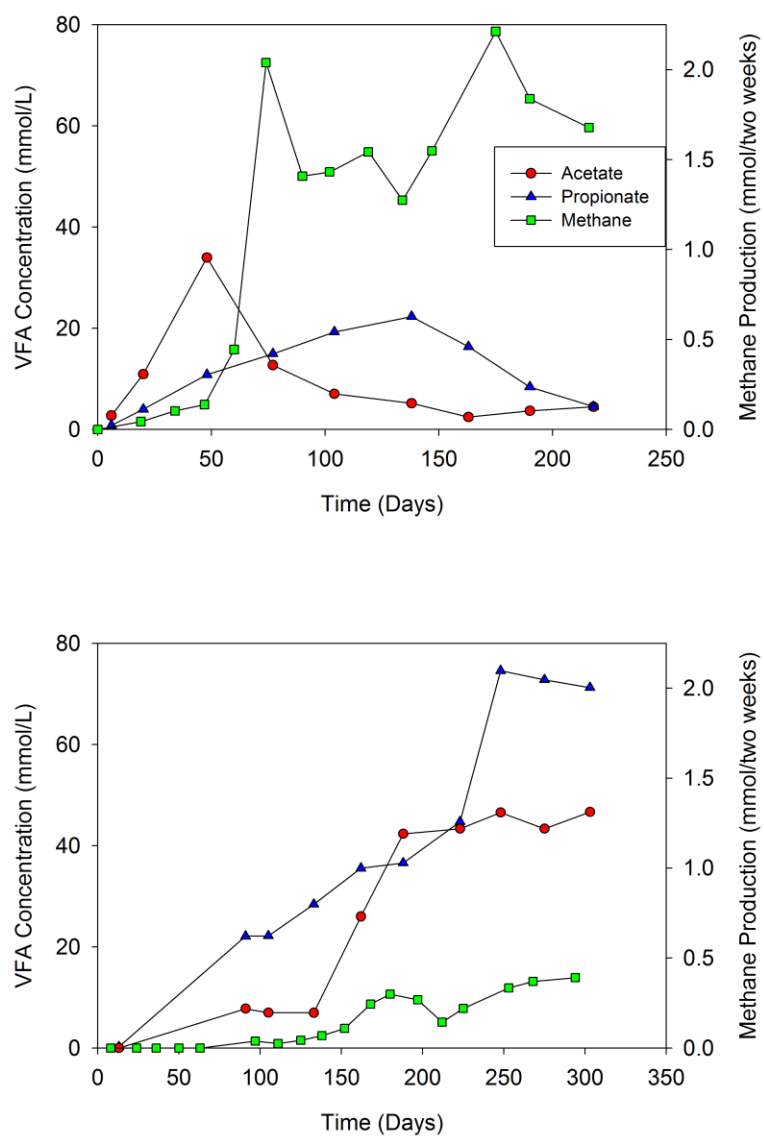 80
60
40
20
0
VFA Concentration (mmol/L)
2.0
1.5
1.0
0.5
0.0
Methane Production (mmol/two weeks)
Acetate
Propionate
Methane
0 50 100 150 200 250
Time (Days)
80
60
40
20
0
VFA Concentration (mmol/L)
2.0
1.5
1.0
0.5
0.0
Methane Production (mmol/two weeks)
0 50 100 150 200 250 300 350
Time (Days)